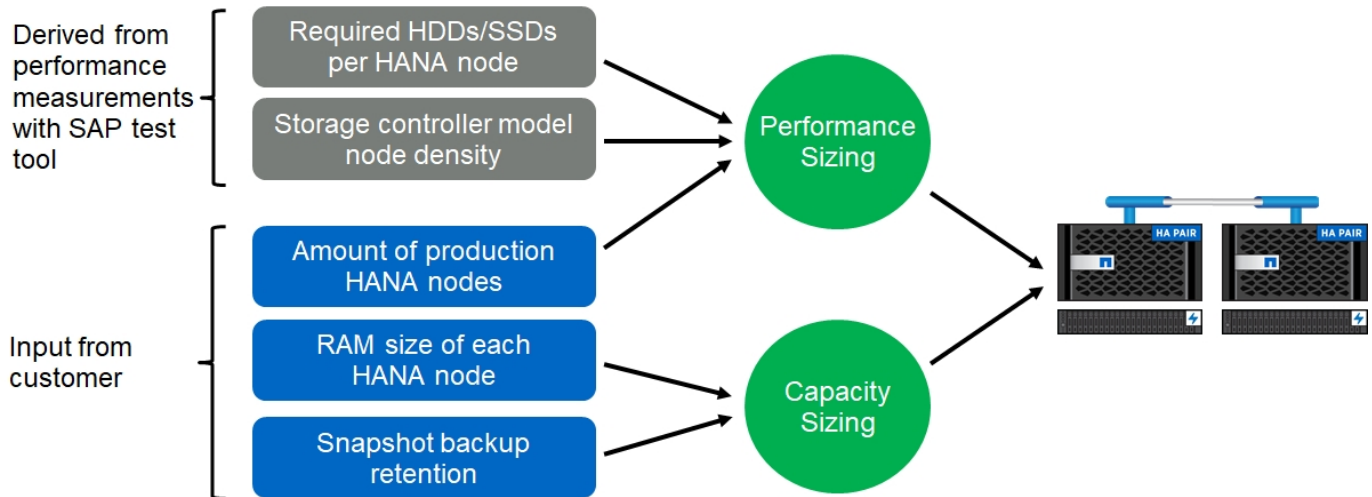 Derived from
performance
measurements
with SAP test
tool
Required HDDs/SSDs
per HANA node
Storage controller model
node density
Input from
customer
Amount of production
HANA nodes
RAM size of each
HANA node
Snapshot backup
retention
Performance
Sizing
Capacity
Sizing
HA PAIR
HA PAIR